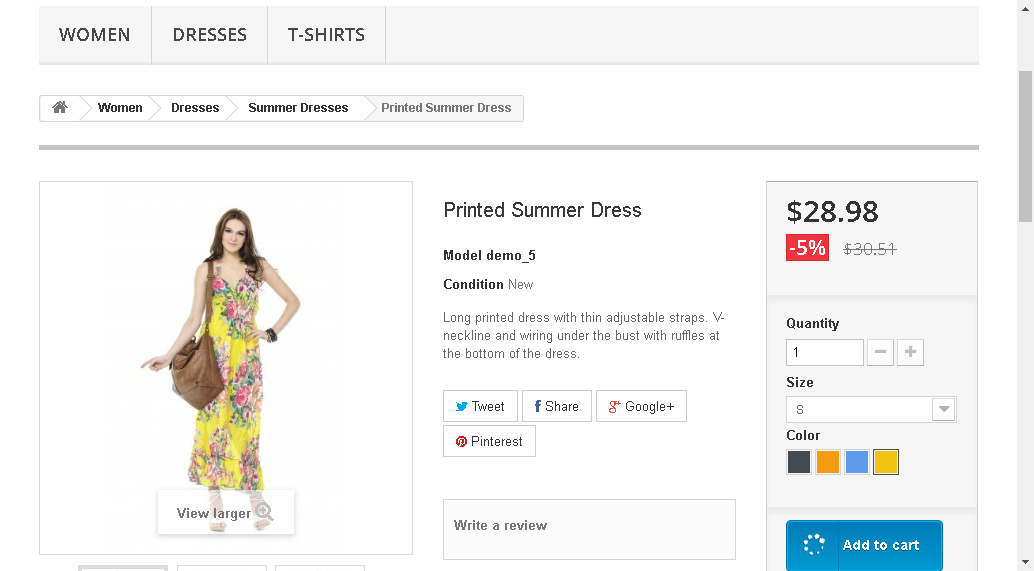 WOMEN
DRESSES
T-SHIRTS
Women
Dresses
Summer Dresses
Printed Summer Dress
View larger
Printed Summer Dress
Model demo_5
Condition New
Long printed dress with thin adjustable straps. V-
neckline and wiring under the bust with ruffles at
the bottom of the dress.
Tweet
Share
Google+
Pinterest
Write a review
$28.98
-5% $30.51
Quantity
1
Size
S
Color
Add to cart